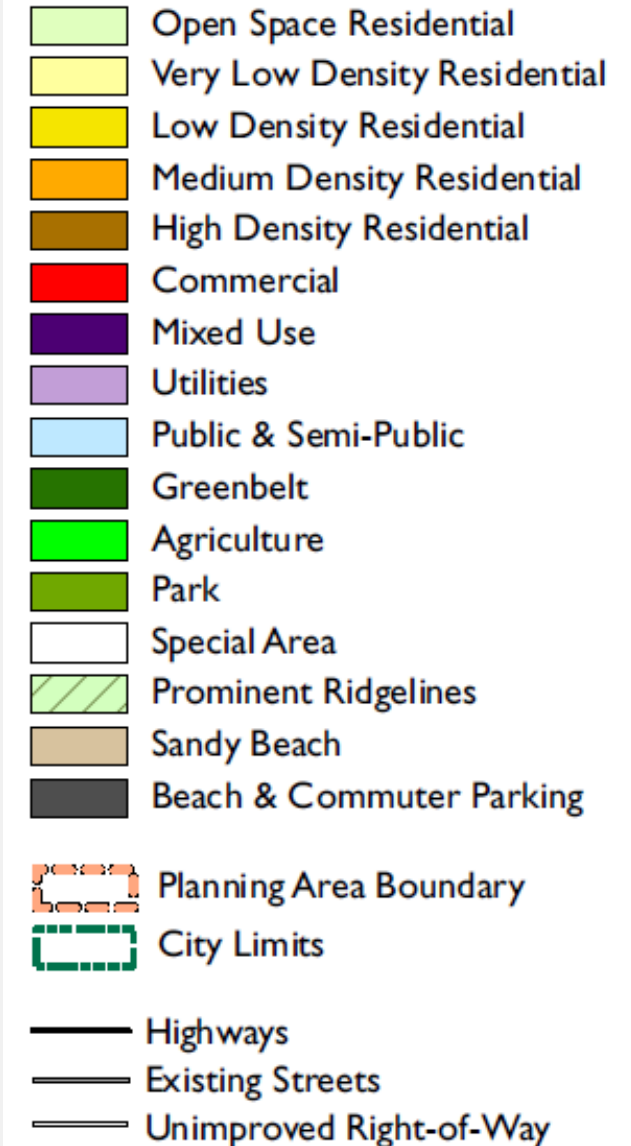 Open Space Residential
Very Low Density Residential
Low Density Residential
Medium Density Residential
High Density Residential
Commercial
Mixed Use
Utilities
Public & Semi-Public
Greenbelt
Agriculture
Park
Special Area
Prominent Ridgelines
Sandy Beach
Beach & Commuter Parking
Planning Area Boundary
City Limits
Highways
Existing Streets
Unimproved Right-of-Way